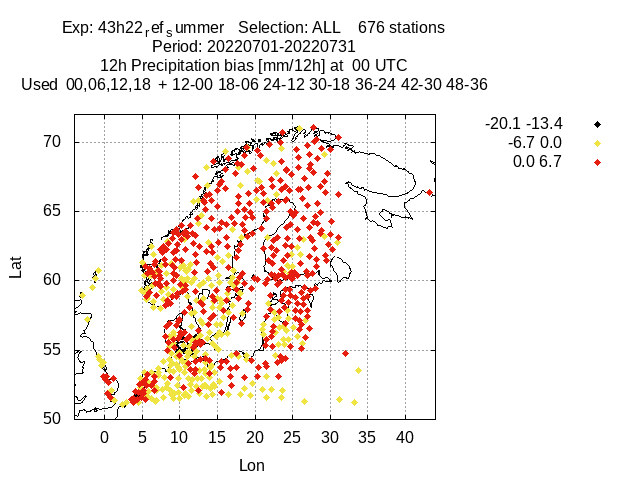 Exp: 43h22ref summer   Selection: ALL    676 stations
Period: 20220701-20220731
12h Precipitation bias [mm/12h] at  00 UTC
Used  00,06,12,18  + 12-00 18-06 24-12 30-18 36-24 42-30 48-36
-20.1 -13.4
-6.7 0.0
0.0 6.7
70
65
60
55
50
Lat
0 5 10 15 20 25 30 35 40
Lon